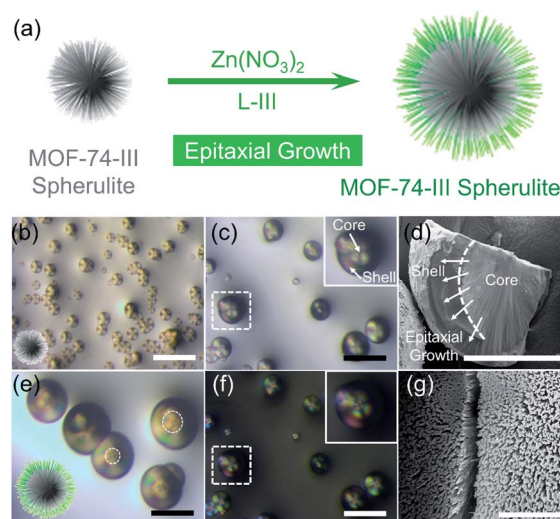 (a)
Zn(NO₃)₂
L-III
Epitaxial Growth
MOF-74-III
Spherulite
MOF-74-III Spherulite
(b)
(c)
Core
Shell
(d)
Shell
Core
Epitaxial
Growth
(e)
(f)
(g)